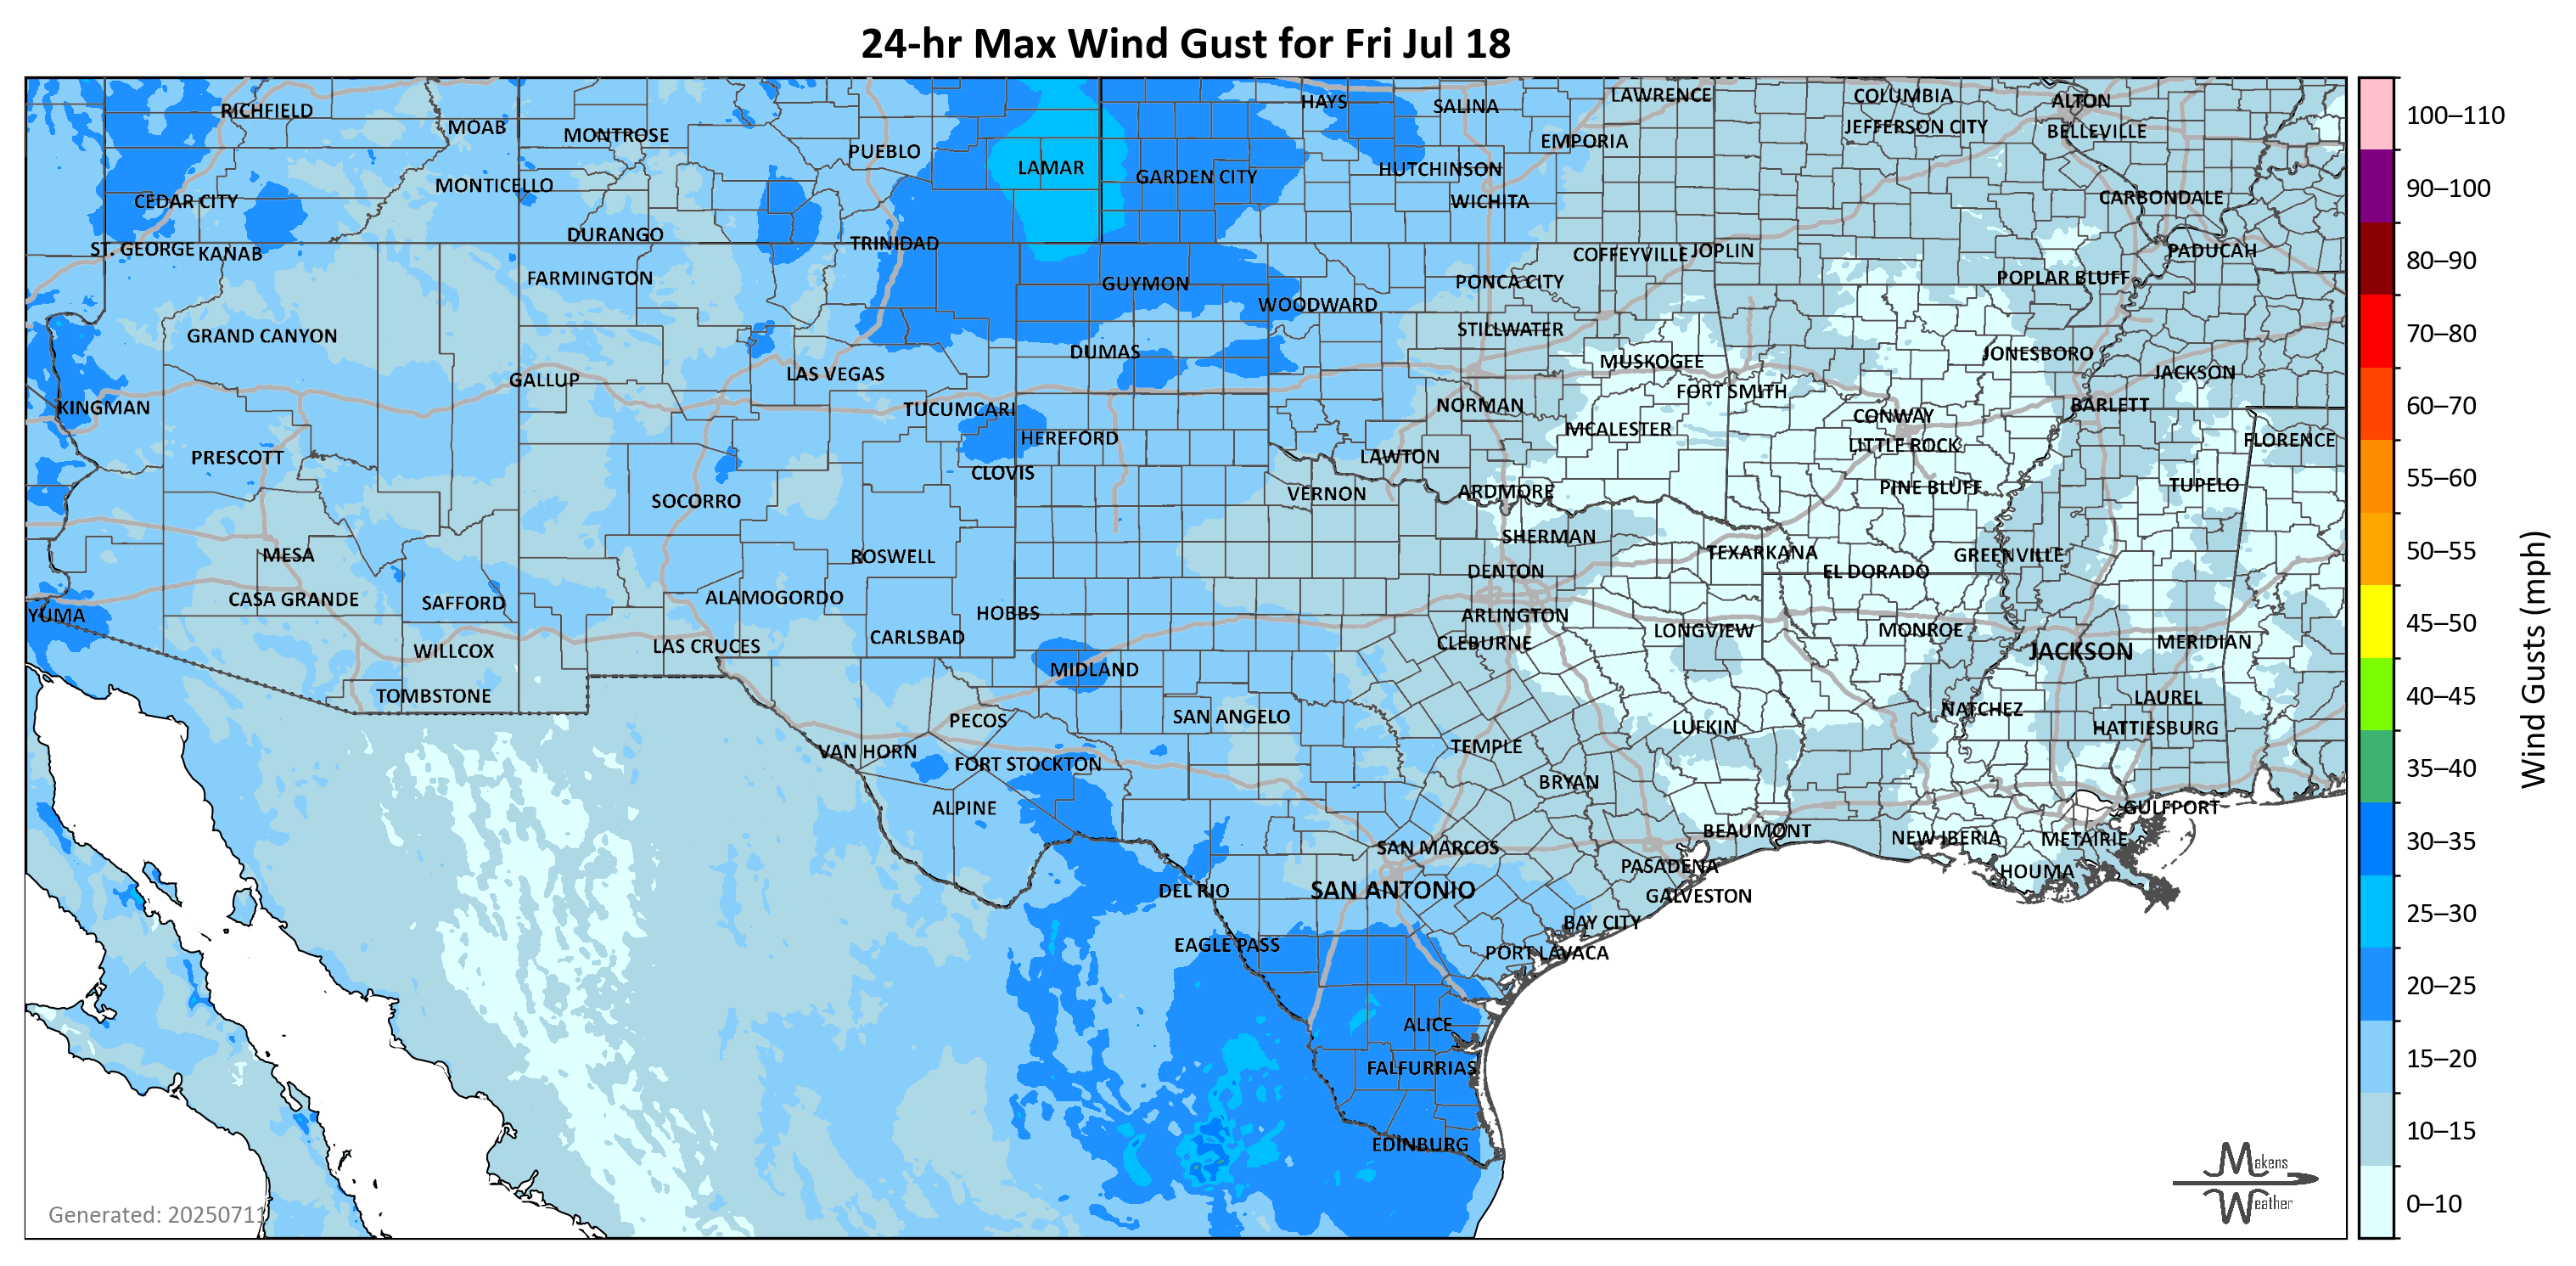 24-hr Max Wind Gust for Fri Jul 18
RICHFIELD
MOAB
MONTROSE
PUEBLO
LAMAR
GARDEN CITY
HAYS
SALINA
HUTCHINSON
WICHITA
EMPORIA
LAWRENCE
COLUMBIA
JEFFERSON CITY
ALTON
BELLEVILLE
CARBONDALE
PADUCAH
MONTICELLO
CEDAR CITY
ST. GEORGE
KANAB
DURANGO
TRINIDAD
FARMINGTON
GUYMON
WOODWARD
PONCA CITY
COFFEYVILLE
JOPLIN
POPLAR BLUFF
GRAND CANYON
STILLWATER
DUMAS
MUSKOGEE
JONESBORO
GALLUP
LAS VEGAS
JACKSON
KINGMAN
TUCUMCARI
NORMAN
FORT SMITH
CONWAY
BARLETT
HEREFORD
MCALESTER
LITTLE ROCK
FLORENCE
PRESCOTT
CLOVIS
LAWTON
SOCORRO
VERNON
ARDMORE
PINE BLUFF
TUPELO
MESA
ROSWELL
SHERMAN
TEXARKANA
GREENVILLE
DENTON
EL DORADO
CASA GRANDE
SAFFORD
ALAMOGORDO
YUMA
HOBBS
ARLINGTON
LAS CRUCES
CARLSBAD
CLEBURNE
LONGVIEW
MONROE
MERIDIAN
WILLCOX
MIDLAND
JACKSON
TOMBSTONE
LAUREL
PECOS
SAN ANGELO
NATCHEZ
HATTIESBURG
VAN HORN
FORT STOCKTON
TEMPLE
LUFKIN
BRYAN
ALPINE
GULFPORT
SAN MARCOS
BEAUMONT
NEW IBERIA
METAIRIE
PASADENA
HOUMA
DEL RIO
SAN ANTONIO
GALVESTON
BAY CITY
EAGLE PASS
PORT LAVACA
ALICE
FALFURRIAS
EDINBURG
Generated: 20250711
Makens
Weather
100–110
90–100
80–90
70–80
60–70
55–60
50–55
45–50
40–45
35–40
30–35
25–30
20–25
15–20
10–15
0–10
Wind Gusts (mph)